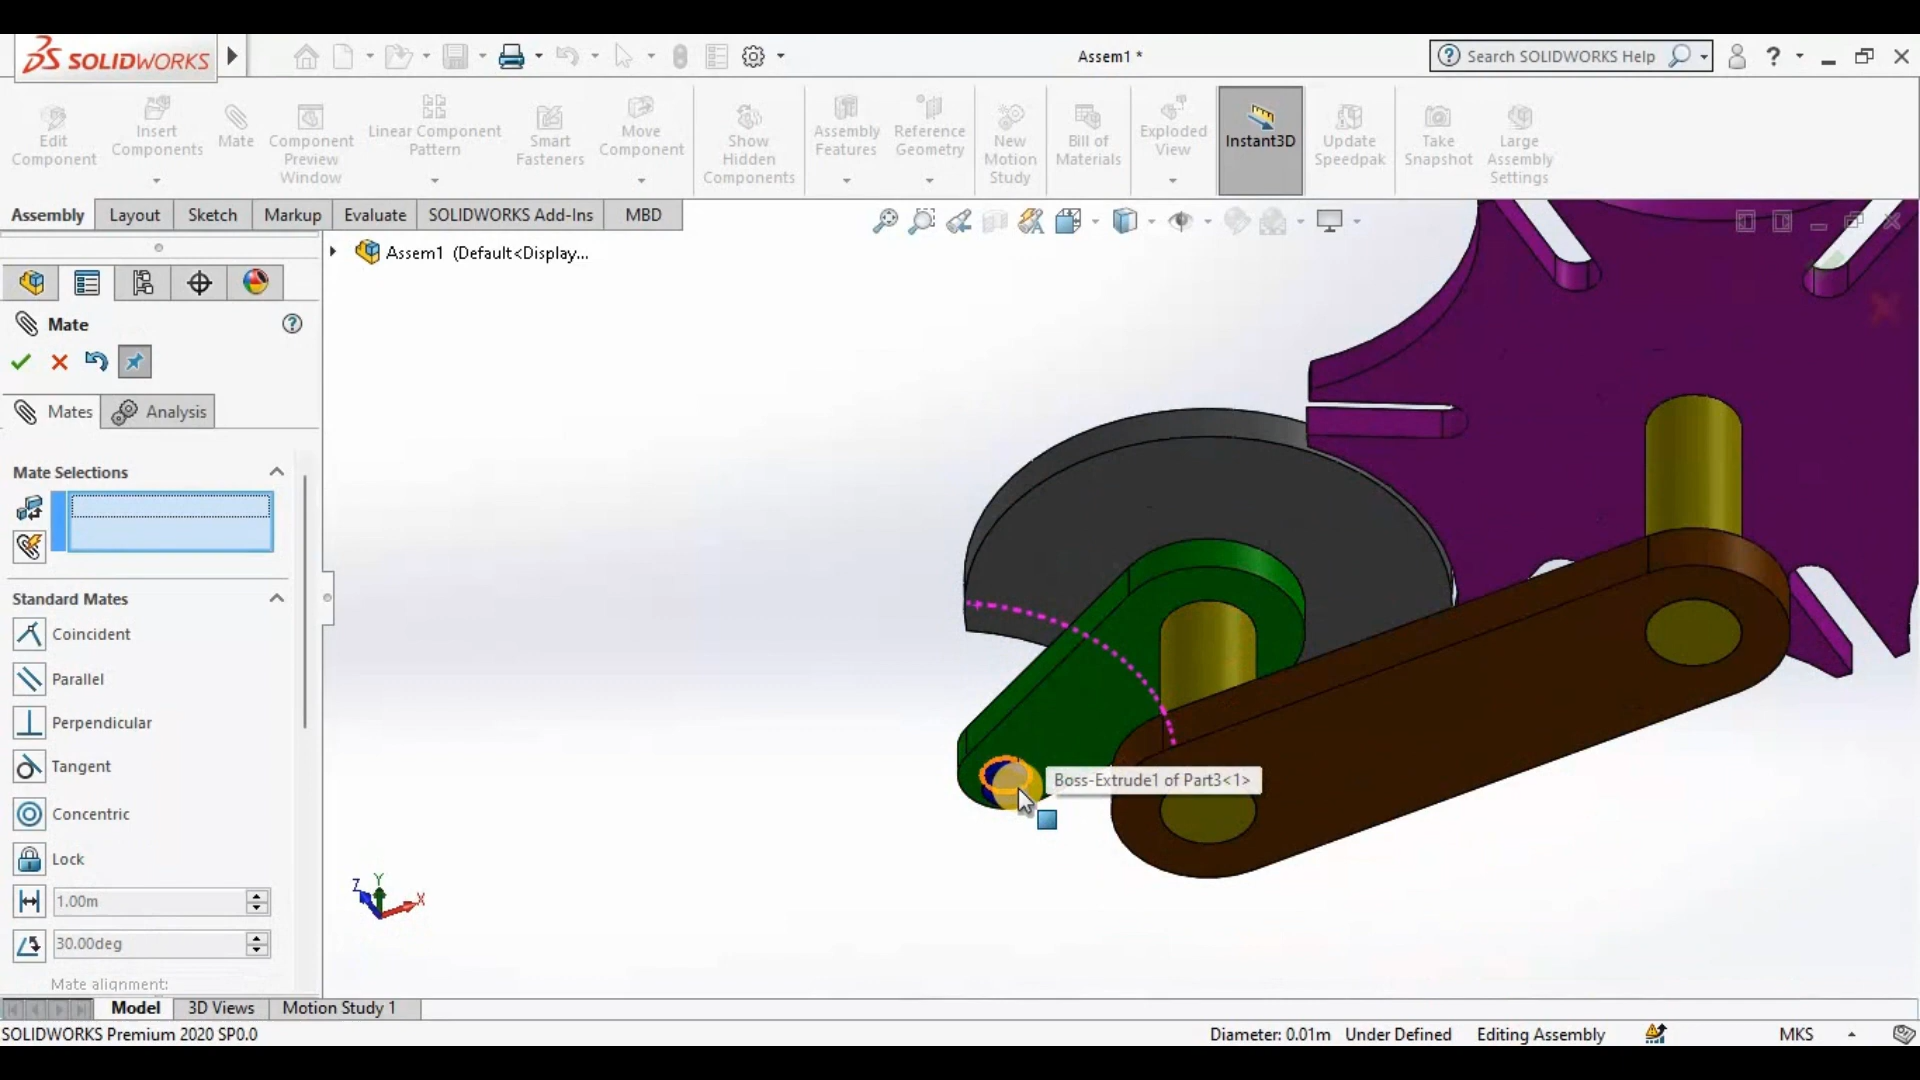 SOLIDWORKS
Assem1 *
Search SOLIDWORKS Help
?
Edit Component
Insert Components
Mate
Component Preview Window
Linear Component Pattern
Smart Fasteners
Move Component
Show Hidden Components
Assembly Features
Reference Geometry
New Motion Study
Bill of Materials
Exploded View
Instant3D
Update Speedpak
Take Snapshot
Large Assembly Settings
Assembly
Layout
Sketch
Markup
Evaluate
SOLIDWORKS Add-Ins
MBD
Assem1 (Default<Display...
Mate
?
Mates
Analysis
Mate Selections
Standard Mates
Coincident
Parallel
Perpendicular
Tangent
Concentric
Lock
1.00m
30.00deg
Mate alignment:
Boss-Extrude1 of Part3<1>
Z
Y
X
Model
3D Views
Motion Study 1
SOLIDWORKS Premium 2020 SP0.0
Diameter: 0.01m
Under Defined
Editing Assembly
MKS